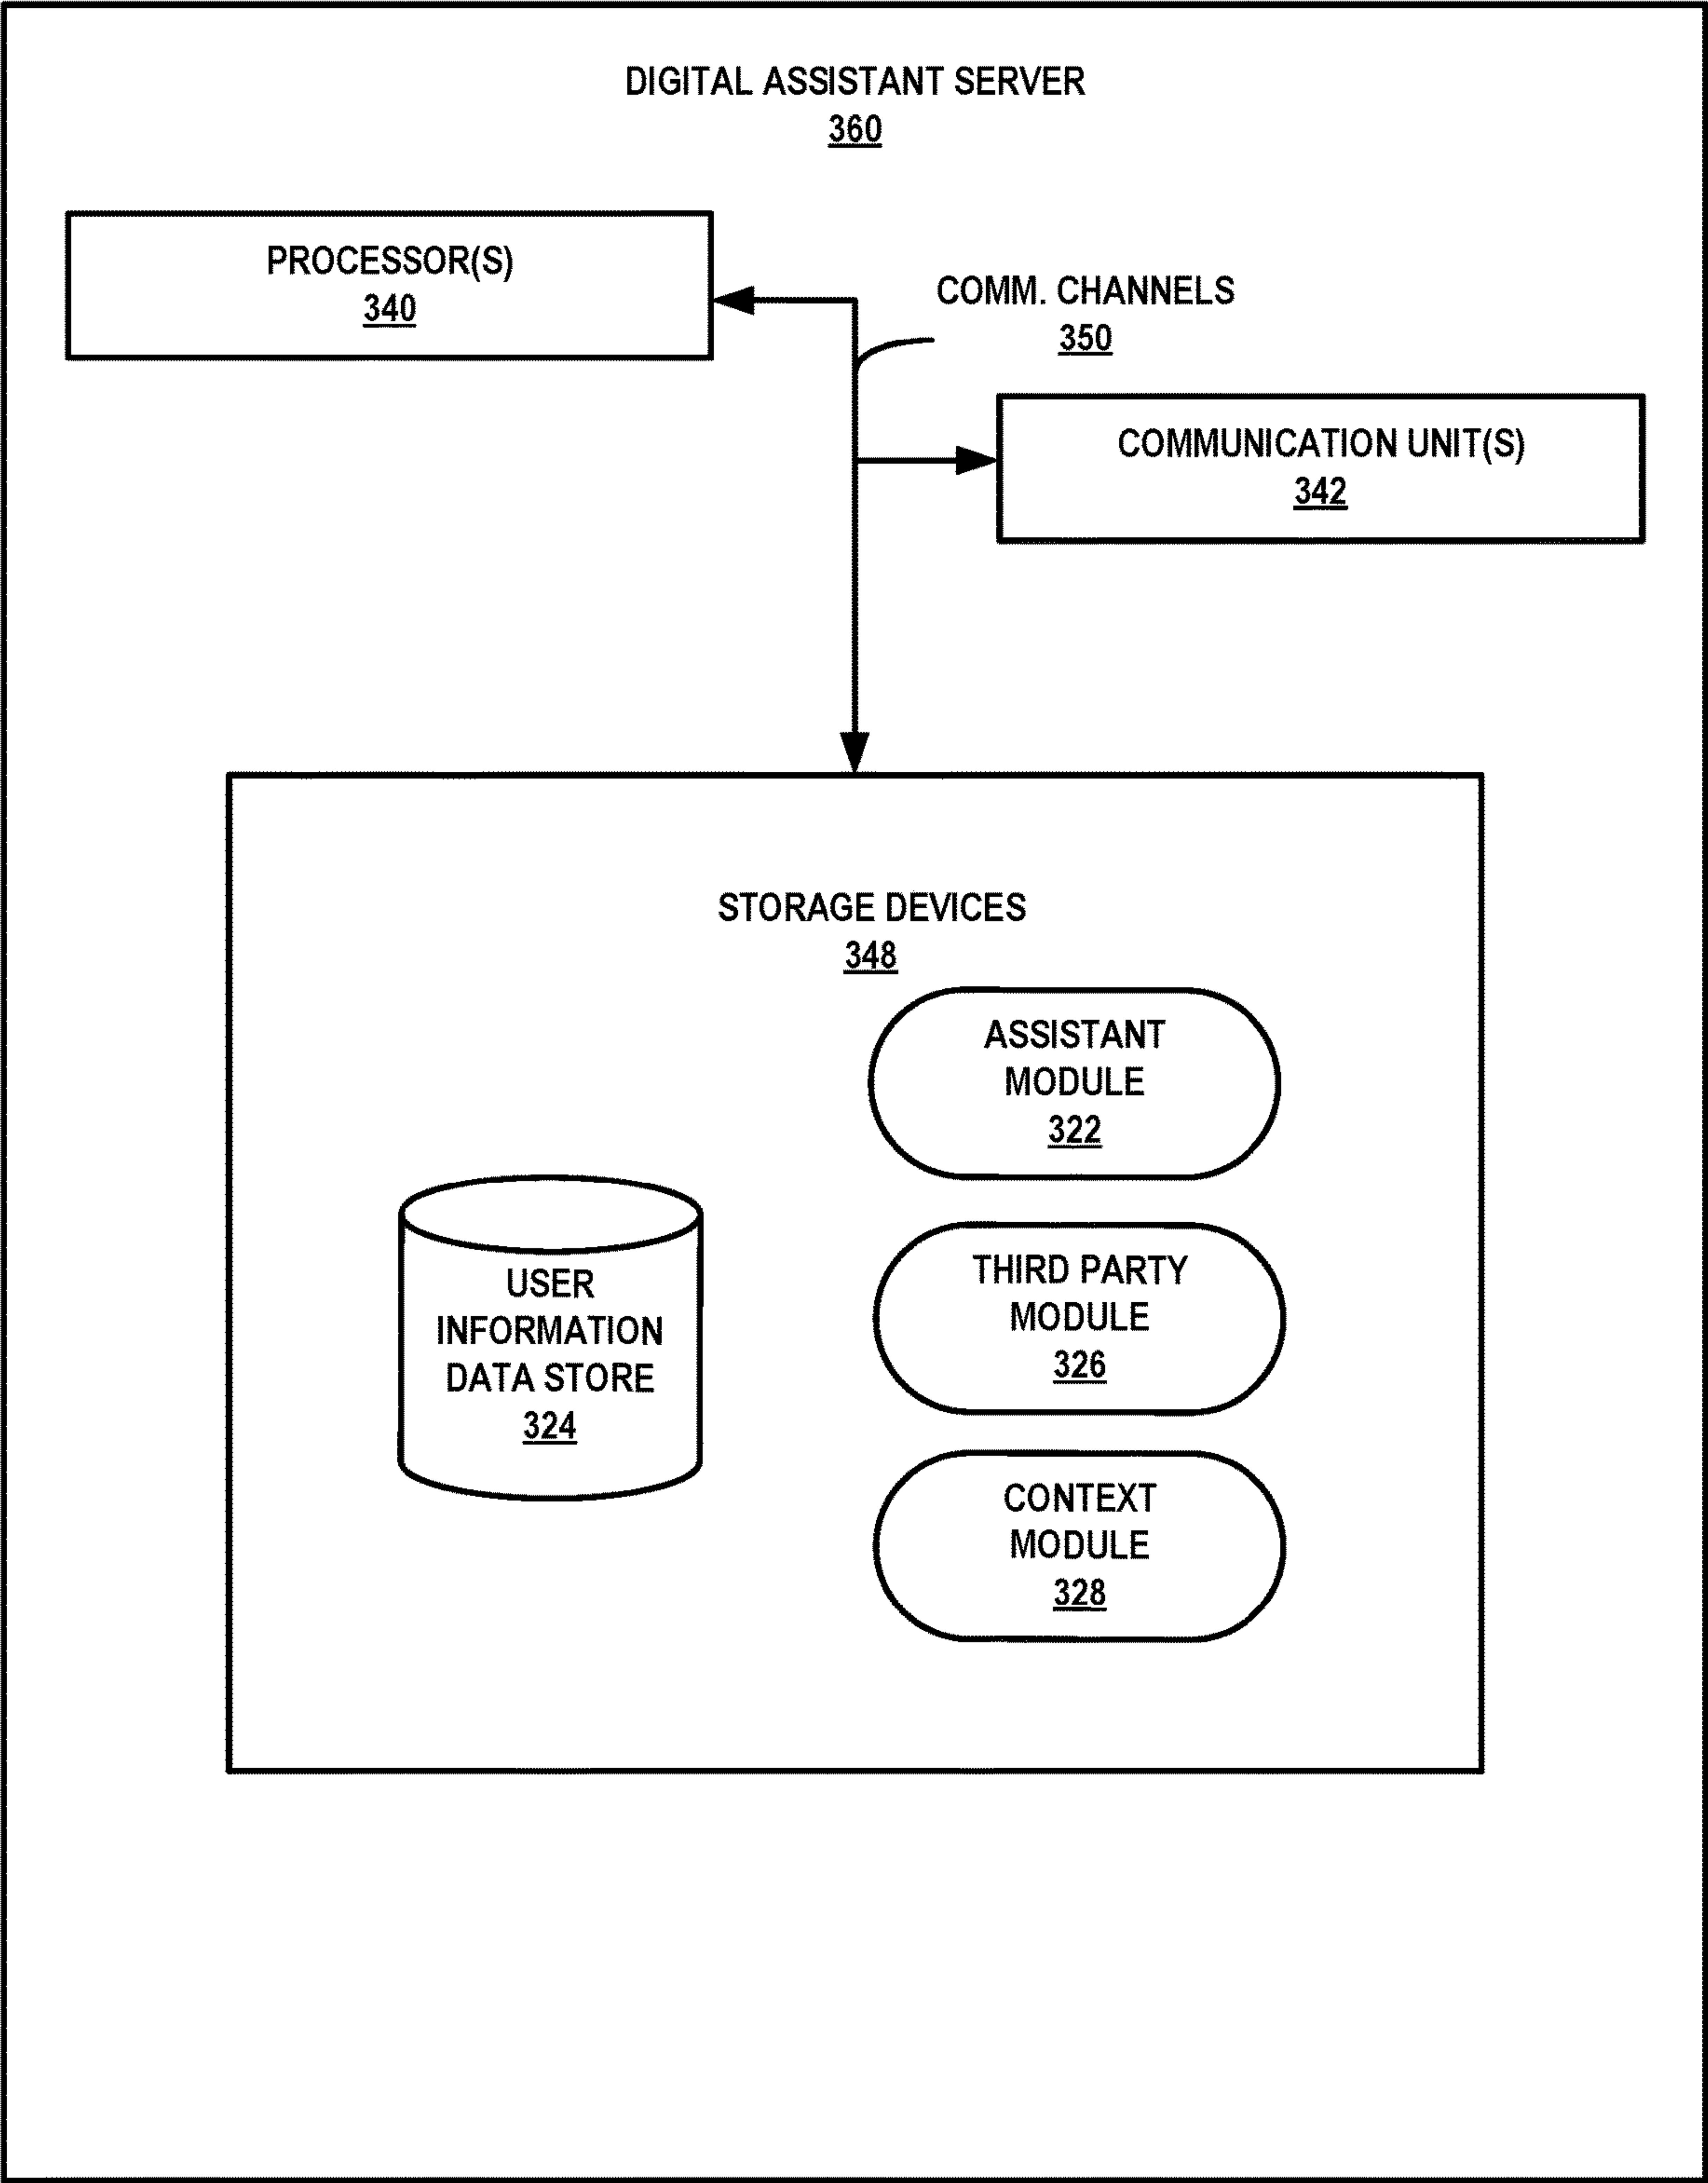 DIGITAL ASSISTANT SERVER
360
PROCESSOR(S)
340
COMM. CHANNELS
350
COMMUNICATION UNIT(S)
342
STORAGE DEVICES
348
ASSISTANT
MODULE
322
USER
INFORMATION
DATA STORE
324
THIRD PARTY
MODULE
326
CONTEXT
MODULE
328